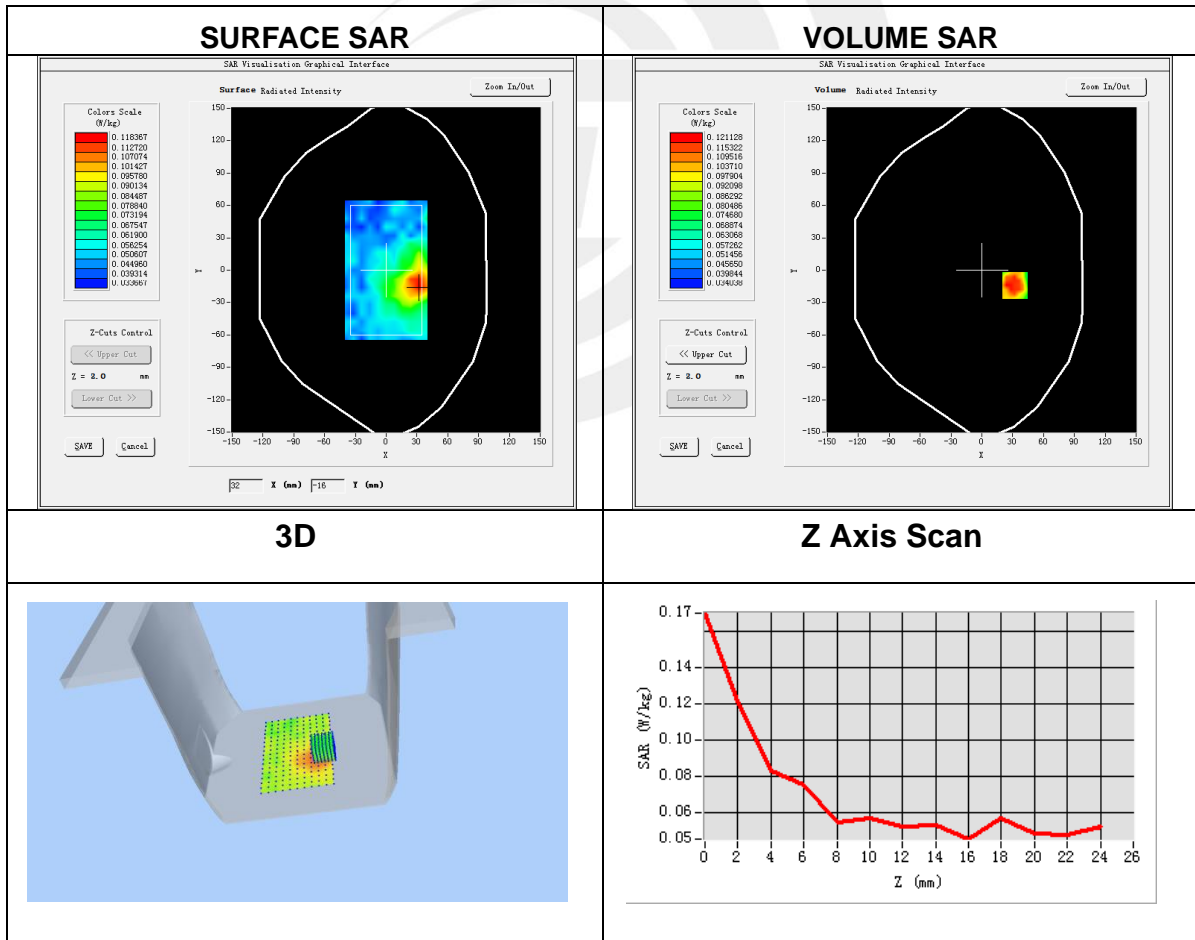 SURFACE SAR
VOLUME SAR
SAR Visualisation Graphical Interface
Surface Radiated Intensity
Zoom In/Out
Colors Scale
(W/kg)
0.118367
0.112720
0.107074
0.101427
0.095780
0.090134
0.084487
0.078840
0.073194
0.067547
0.061900
0.056254
0.050607
0.044960
0.039314
0.033667
Z-Cuts Control
<< Upper Cut
Z = 2.0 mm
Lower Cut >>
SAVE
Cancel
150
120
90
60
30
0
-30
-60
-90
-120
-150
Y
-150 -120 -90 -60 -30 0 30 60 90 120 150
X
32 X (mm) -16 Y (mm)
SAR Visualisation Graphical Interface
Volume Radiated Intensity
Zoom In/Out
Colors Scale
(W/kg)
0.121128
0.115322
0.109516
0.103710
0.097904
0.092098
0.086292
0.080486
0.074680
0.068874
0.063068
0.057262
0.051456
0.045650
0.039844
0.034038
Z-Cuts Control
<< Upper Cut
Z = 2.0 mm
Lower Cut >>
SAVE
Cancel
150
120
90
60
30
0
-30
-60
-90
-120
-150
Y
-150 -120 -90 -60 -30 0 30 60 90 120 150
X
3D
Z Axis Scan
0.17
0.14
0.12
0.10
0.08
0.06
0.05
SAR (W/kg)
0 2 4 6 8 10 12 14 16 18 20 22 24 26
Z (mm)